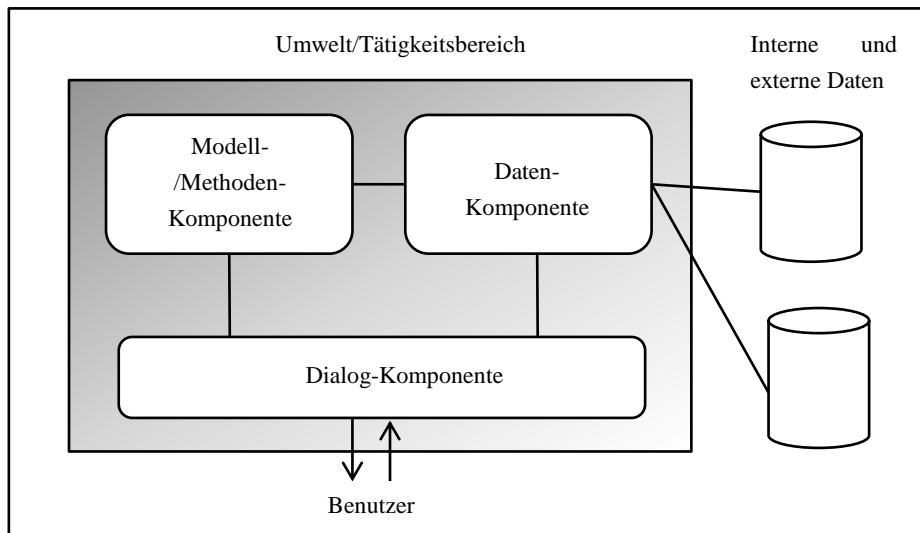 Umwelt/Tätigkeitsbereich
Interne und
externe Daten
Modell-
/Methoden-
Komponente
Daten-
Komponente
Dialog-Komponente
Benutzer